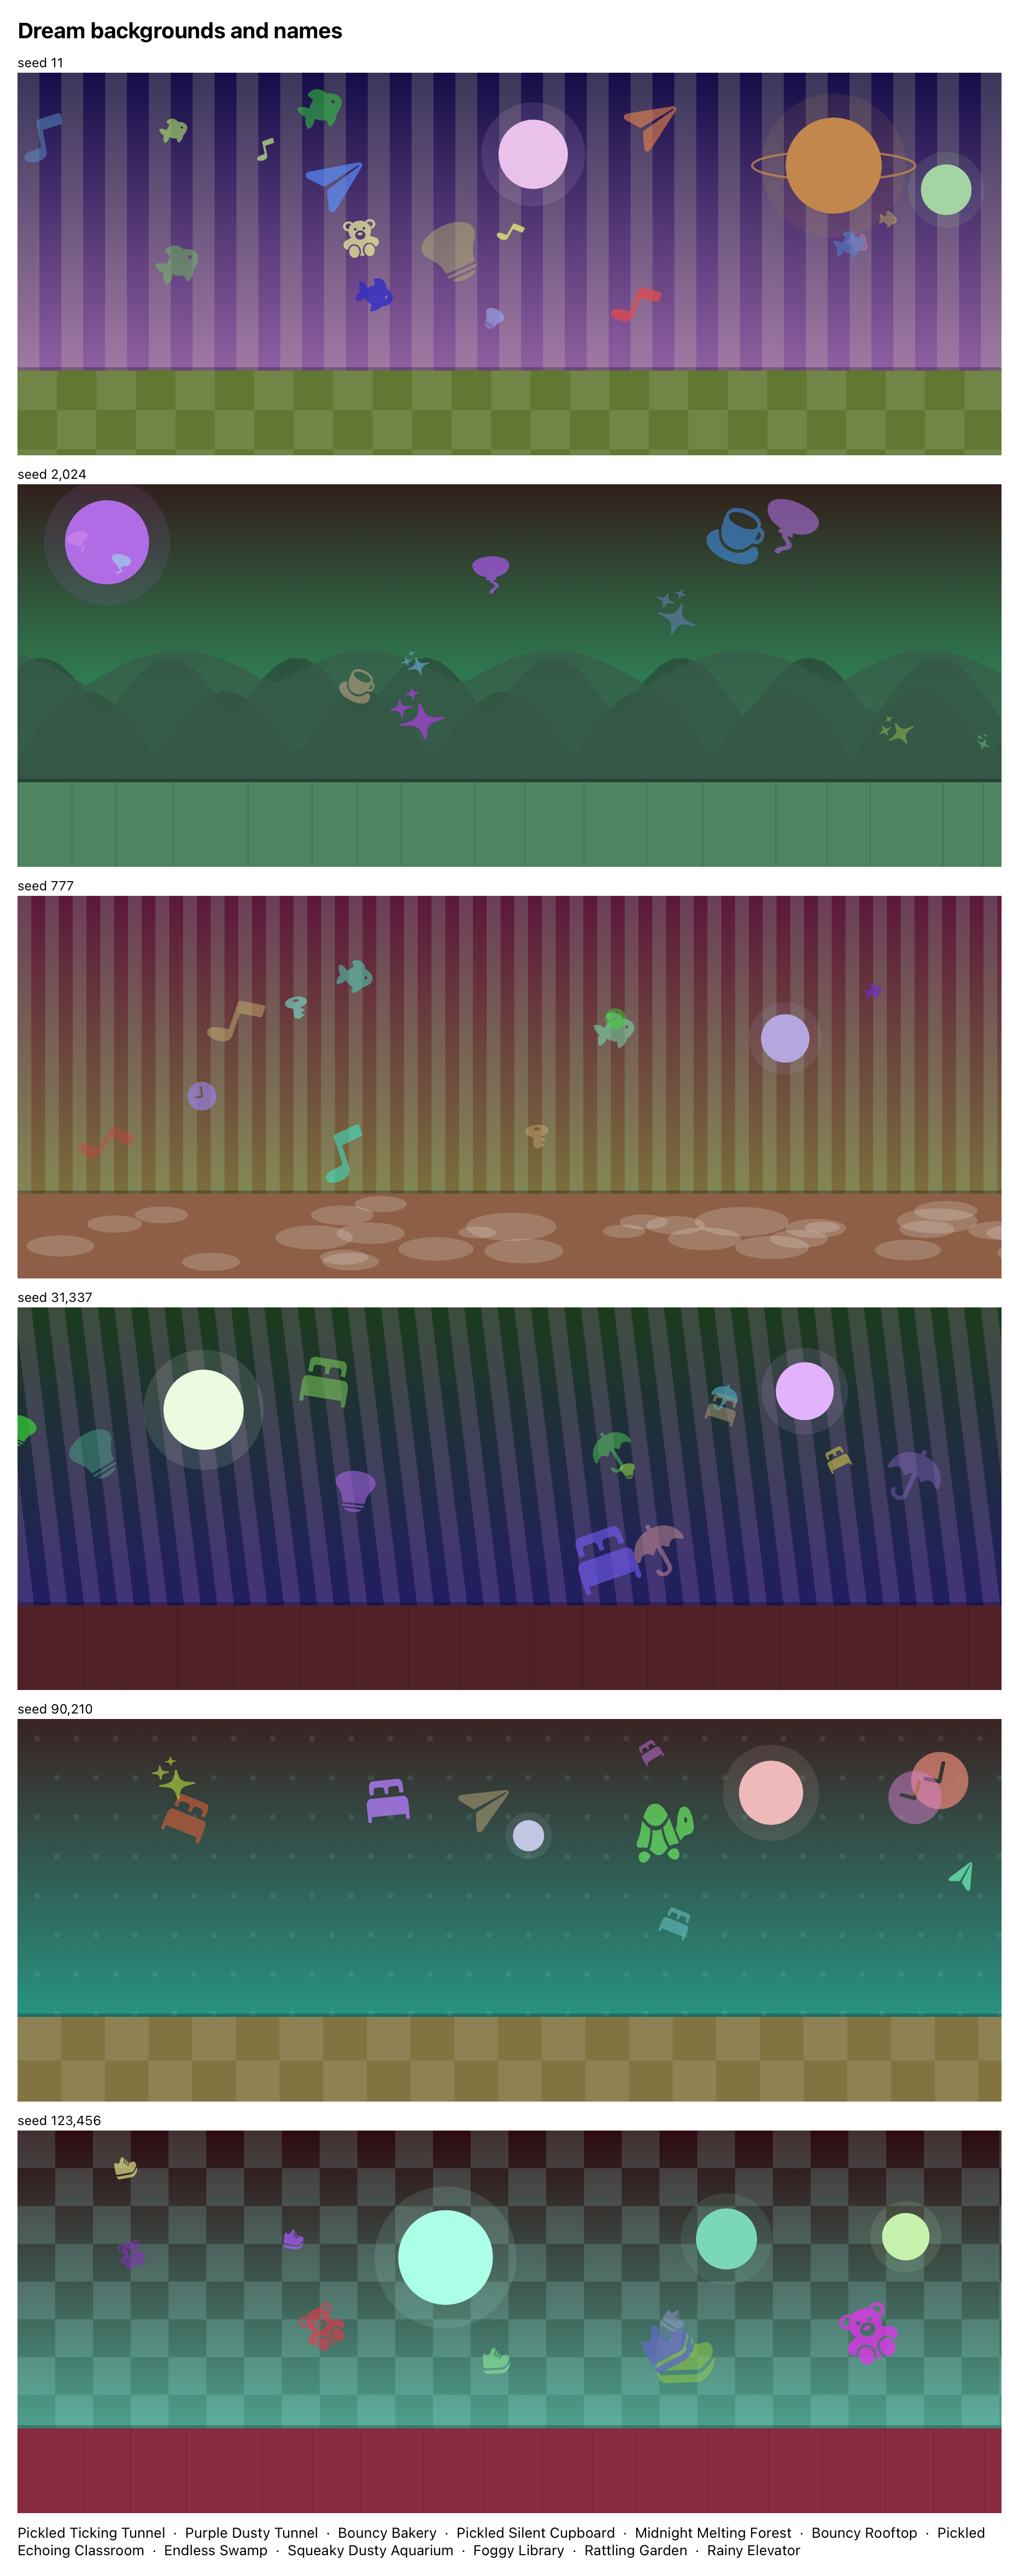 Dream backgrounds and names
seed 11
seed 2,024
seed 777
seed 31,337
seed 90,210
seed 123,456
Pickled Ticking Tunnel · Purple Dusty Tunnel · Bouncy Bakery · Pickled Silent Cupboard · Midnight Melting Forest · Bouncy Rooftop · Pickled
Echoing Classroom · Endless Swamp · Squeaky Dusty Aquarium · Foggy Library · Rattling Garden · Rainy Elevator